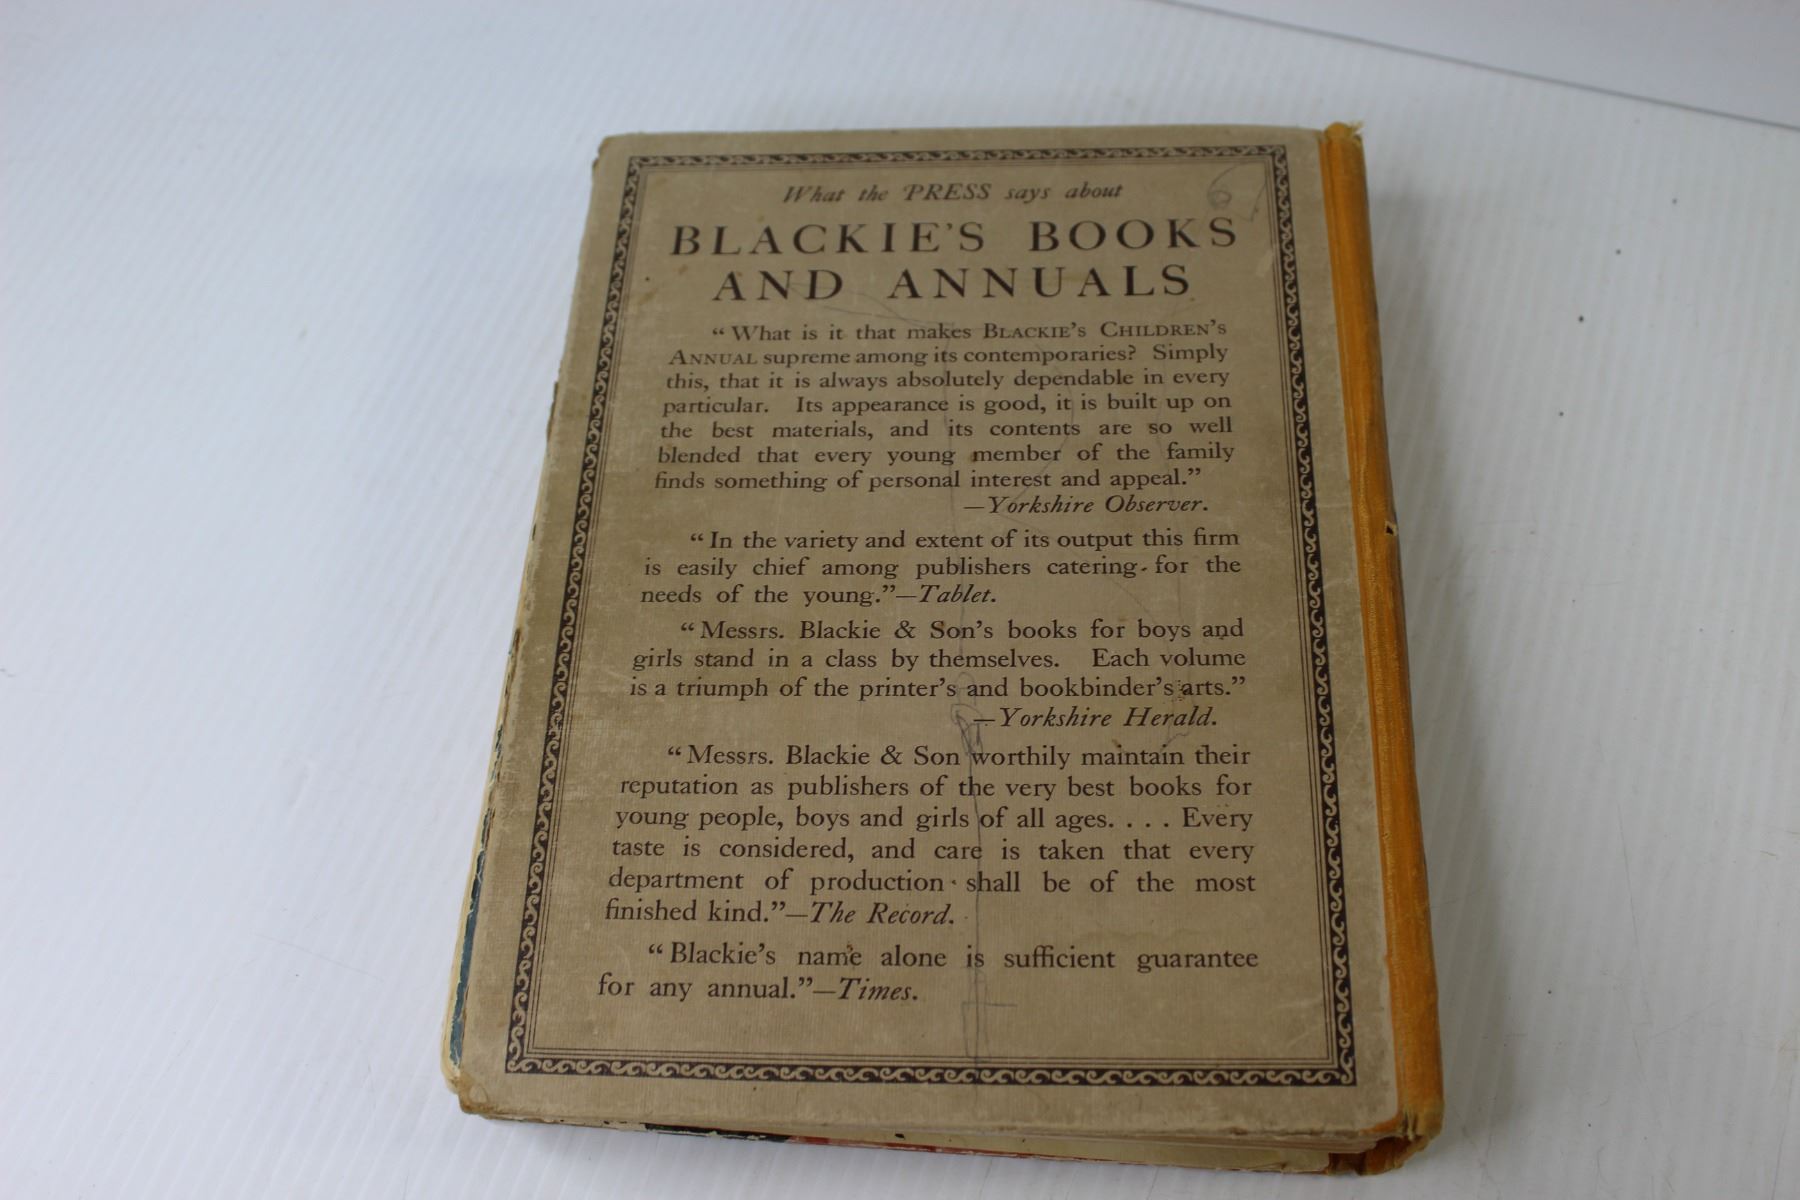 What the PRESS says about
BLACKIE'S BOOKS
AND ANNUALS
“What is it that makes BLACKIE'S CHILDREN'S
ANNUAL supreme among its contemporaries? Simply
this, that it is always absolutely dependable in every
particular. Its appearance is good, it is built up on
the best materials, and its contents are so well
blended that every young member of the family
finds something of personal interest and appeal.”
—Yorkshire Observer.
“In the variety and extent of its output this firm
is easily chief among publishers catering for the
needs of the young.”—Tablet.
“Messrs. Blackie & Son's books for boys and
girls stand in a class by themselves. Each volume
is a triumph of the printer's and bookbinder's arts.”
—Yorkshire Herald.
“Messrs. Blackie & Son worthily maintain their
reputation as publishers of the very best books for
young people, boys and girls of all ages. . . . Every
taste is considered, and care is taken that every
department of production shall be of the most
finished kind.”—The Record.
“Blackie's name alone is sufficient guarantee
for any annual.”—Times.